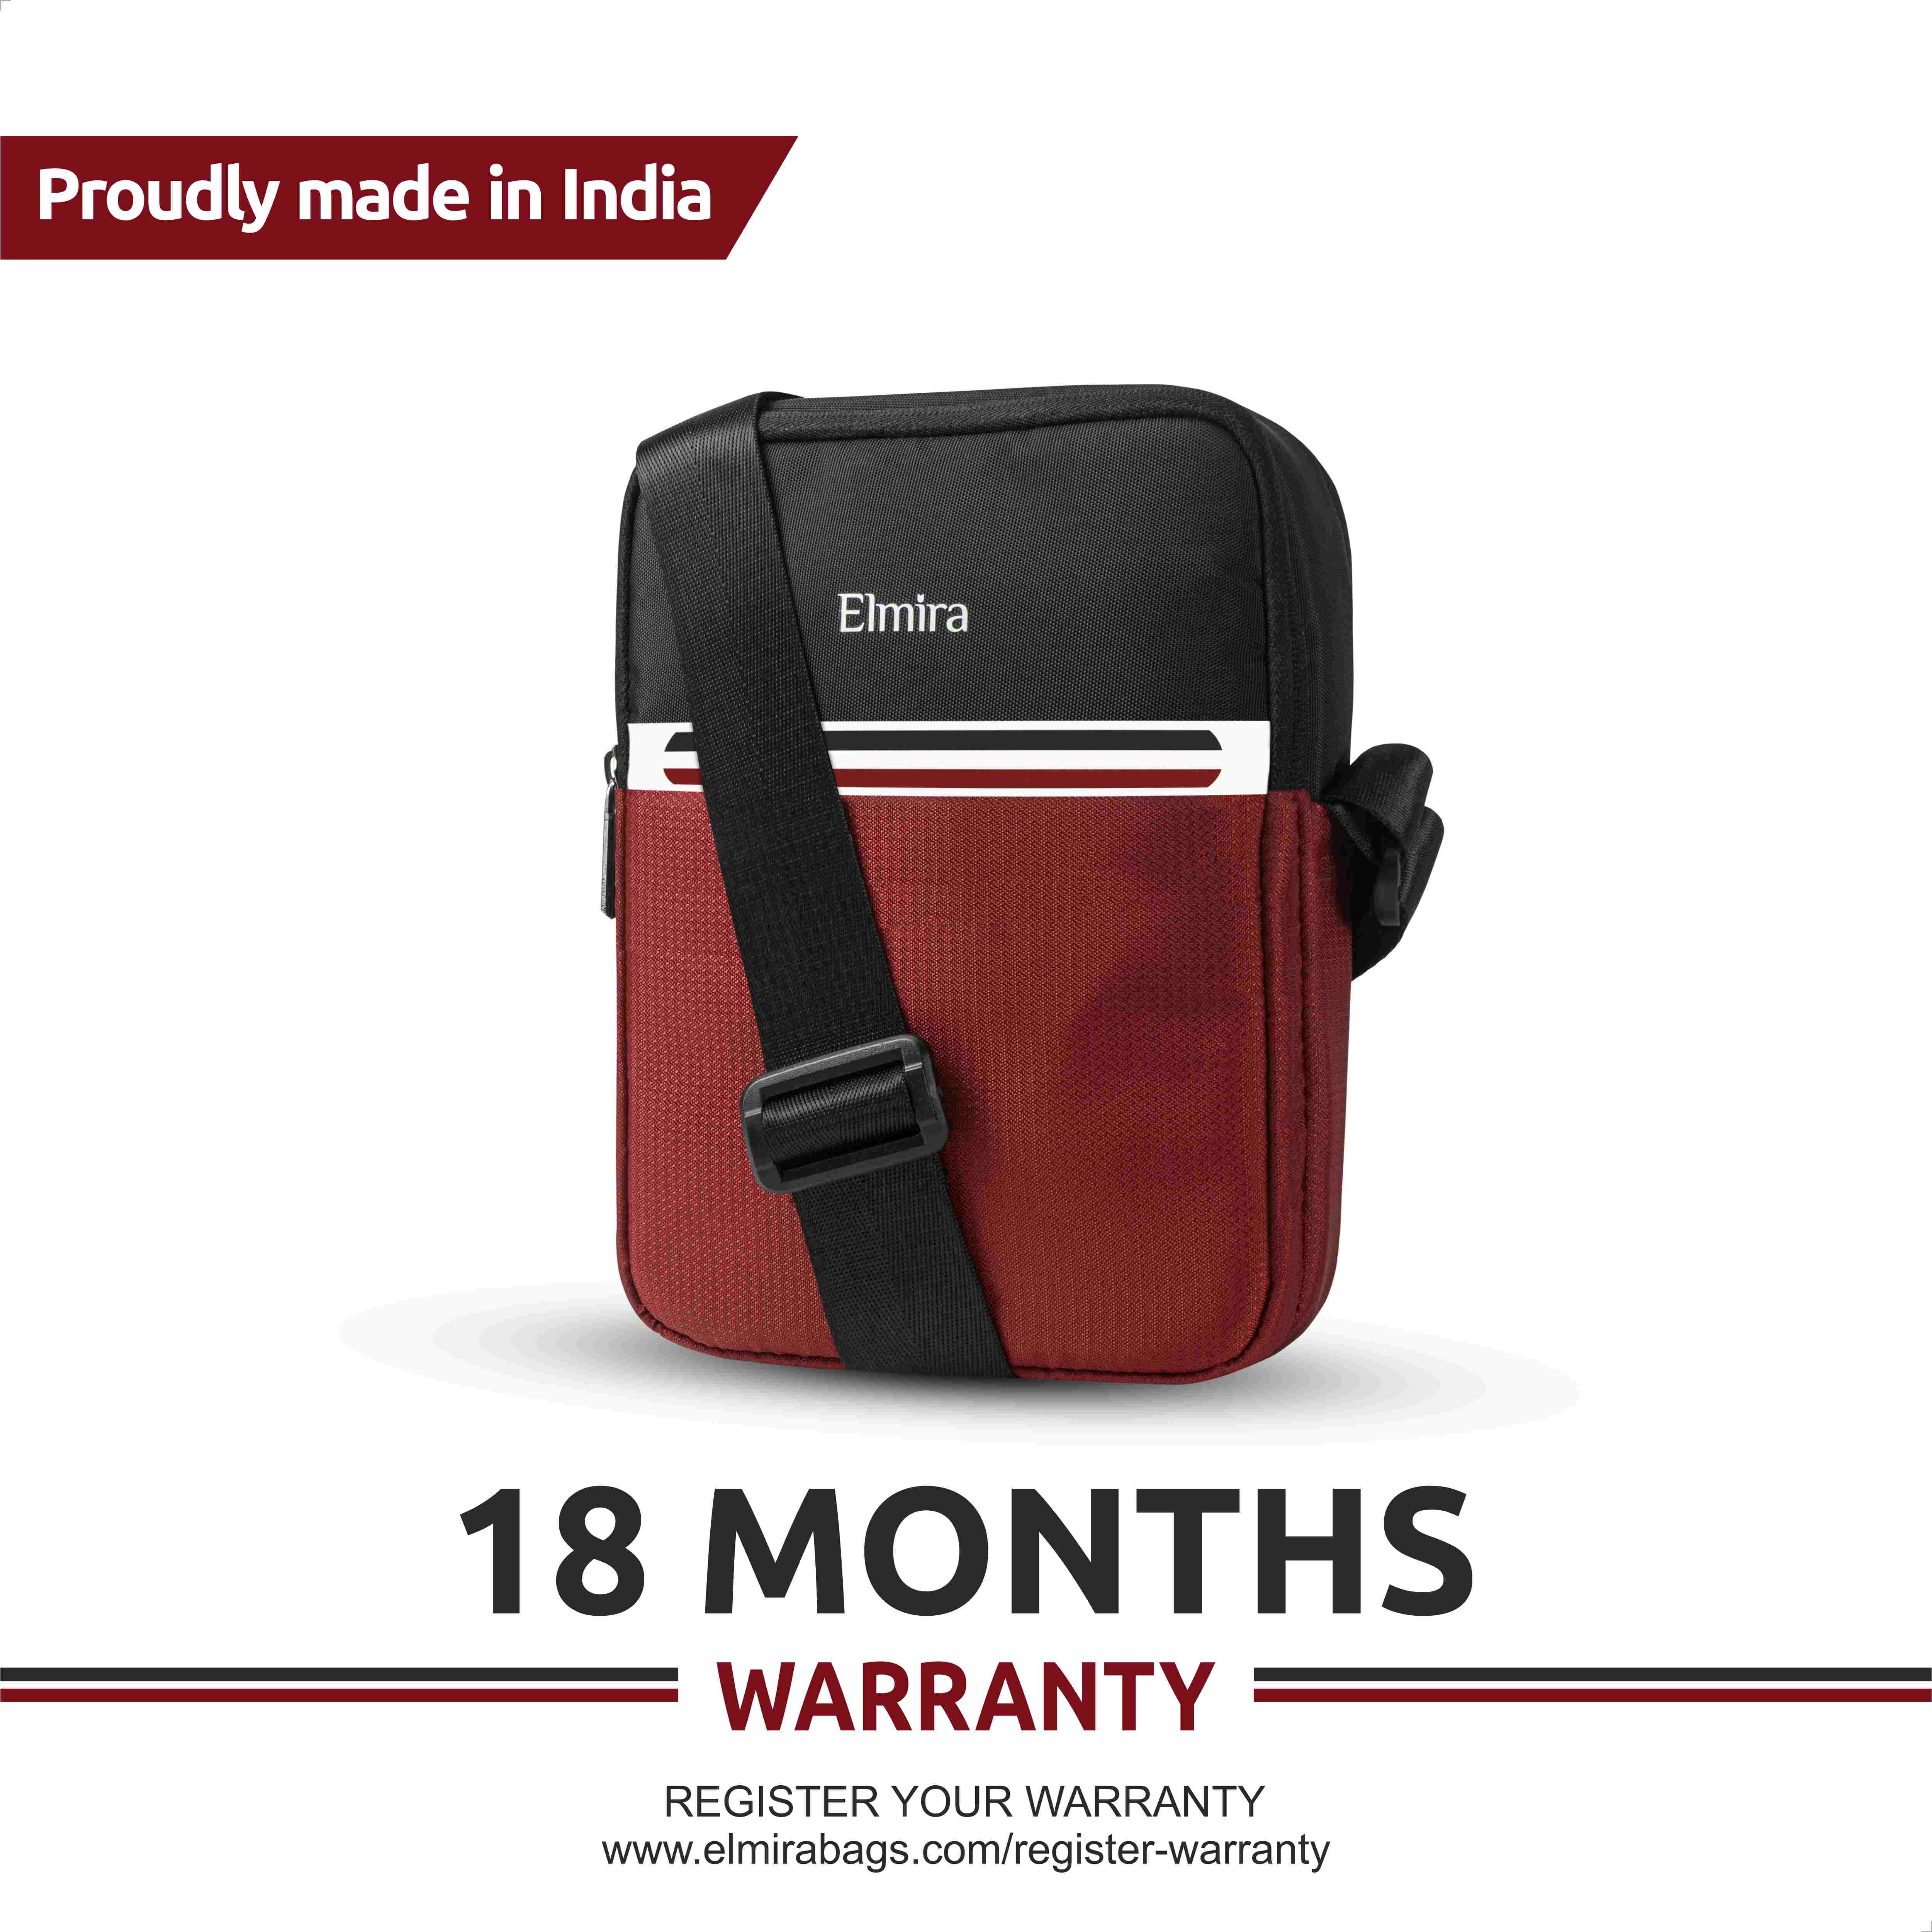 Proudly made in India
Elmira
18 MONTHS
WARRANTY
REGISTER YOUR WARRANTY
www.elmirabags.com/register-warranty